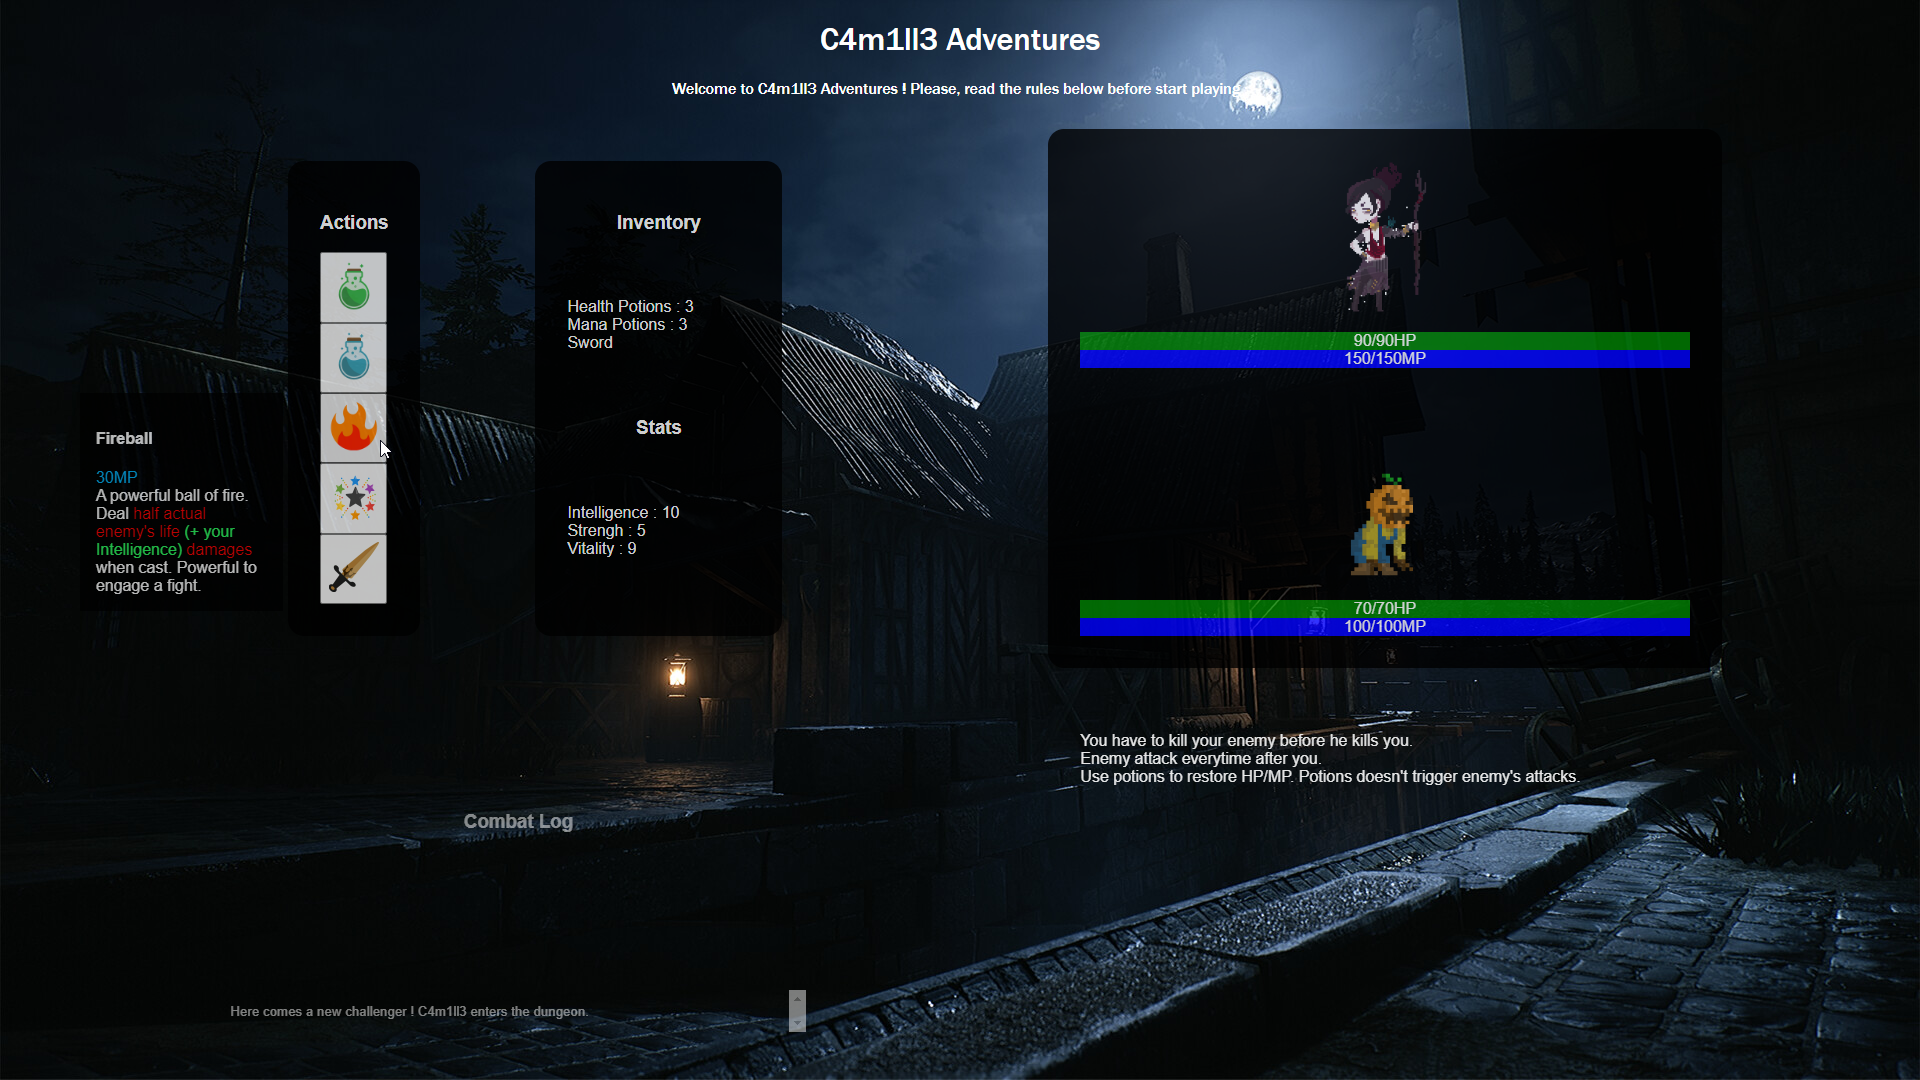 C4m1ll3 Adventures
Welcome to C4m1ll3 Adventures ! Please, read the rules below before start playing.
Actions
Fireball
30MP
A powerful ball of fire.
Deal half actual
enemy's life (+ your
Intelligence) damages
when cast. Powerful to
engage a fight.
Inventory
Health Potions : 3
Mana Potions : 3
Sword
Stats
Intelligence : 10
Strengh : 5
Vitality : 9
90/90HP
150/150MP
70/70HP
100/100MP
You have to kill your enemy before he kills you.
Enemy attack everytime after you.
Use potions to restore HP/MP. Potions doesn't trigger enemy's attacks.
Combat Log
Here comes a new challenger ! C4m1ll3 enters the dungeon.